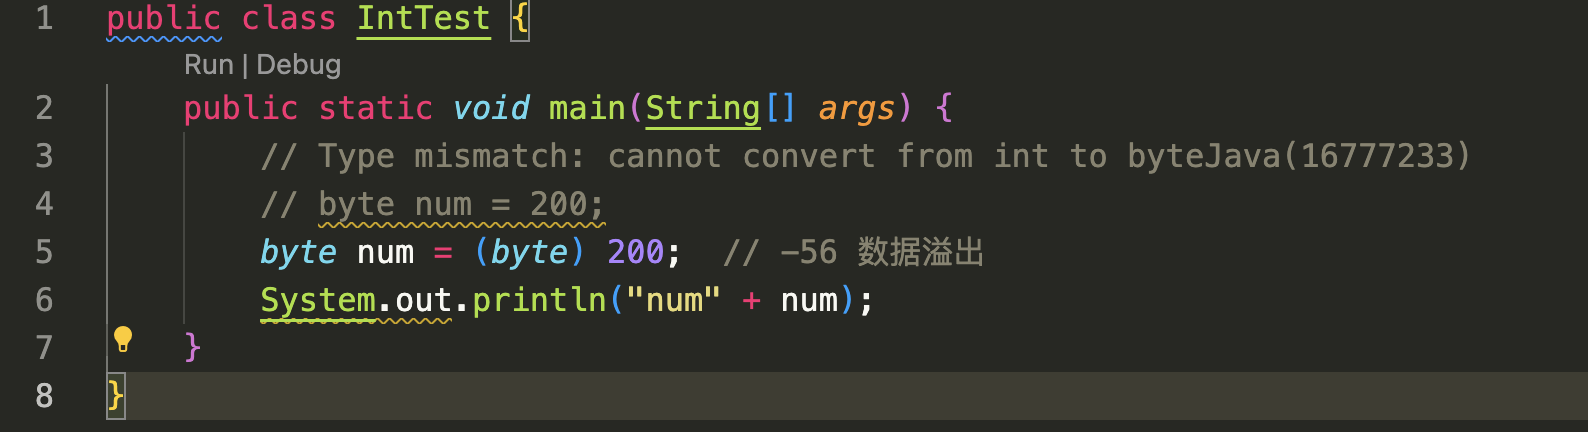 1 public class IntTest {
Run | Debug
2 public static void main(String[] args) {
3 // Type mismatch: cannot convert from int to byteJava(16777233)
4 // byte num = 200;
5 byte num = (byte) 200; // -56 数据溢出
6 System.out.println("num" + num);
7 }
8 }